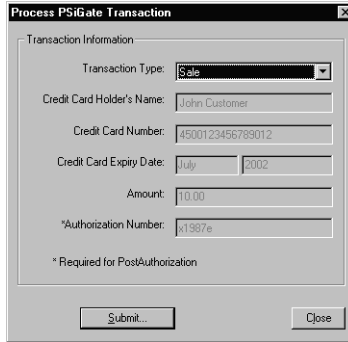 Process PSiGate Transaction
Transaction Information
Transaction Type: Sale
Credit Card Holder's Name: John Customer
Credit Card Number: 4500123456789012
Credit Card Expiry Date: July 2002
Amount: 10.00
*Authorization Number: x1987e
* Required for PostAuthorization
Submit... Close